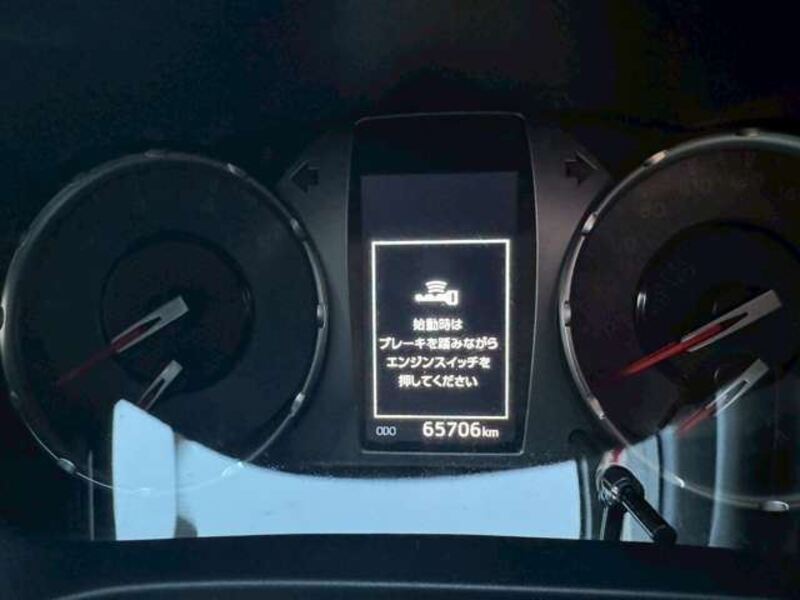 始動時は
ブレーキを踏みながら
エンジンスイッチを
押してください
ODO 65706km